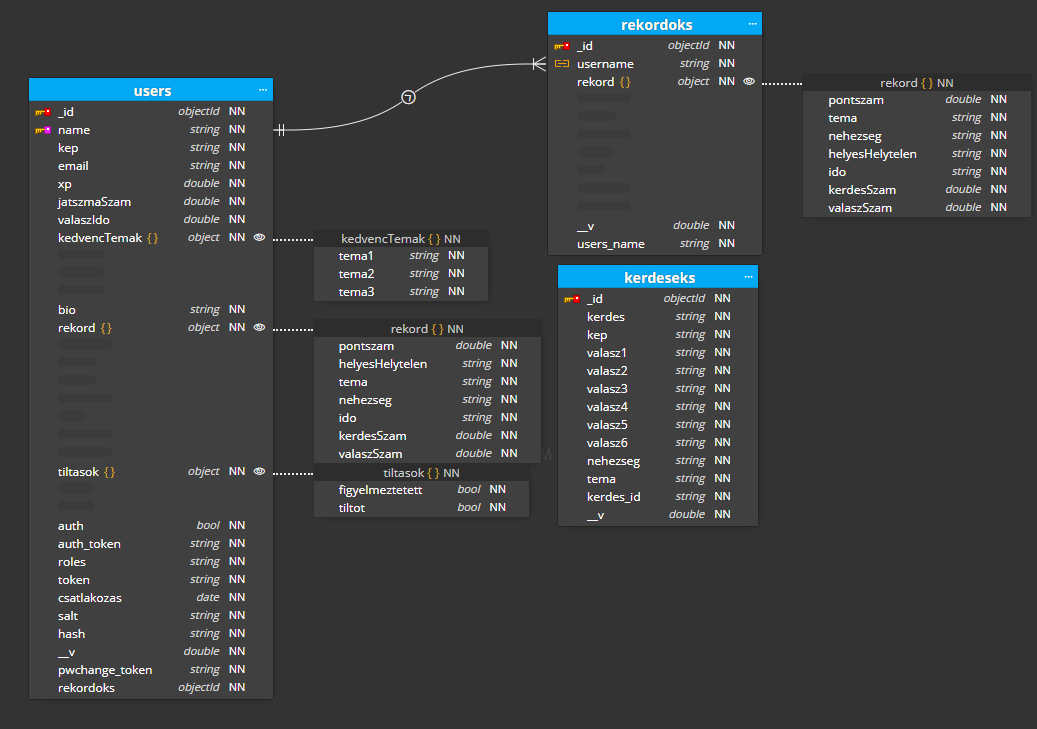 users ...
_id objectId NN
name string NN
kep string NN
email string NN
xp double NN
jatszmaSzam double NN
valaszIdo double NN
kedvencTemak { } object NN
bio string NN
rekord { } object NN
tiltasok { } object NN
auth bool NN
auth_token string NN
roles string NN
token string NN
csatlakozas date NN
salt string NN
hash string NN
__v double NN
pwchange_token string NN
rekordoks objectId NN
kedvencTemak { } NN
tema1 string NN
tema2 string NN
tema3 string NN
rekord { } NN
pontszam double NN
helyesHelytelen string NN
tema string NN
nehezseg string NN
ido string NN
kerdesSzam double NN
valaszSzam double NN
tiltasok { } NN
figyelmeztetett bool NN
tiltot bool NN
rekordoks ...
_id objectId NN
username string NN
rekord { } object NN
__v double NN
users_name string NN
rekord { } NN
pontszam double NN
tema string NN
nehezseg string NN
helyesHelytelen string NN
ido string NN
kerdesSzam double NN
valaszSzam double NN
kerdeseks ...
_id objectId NN
kerdes string NN
kep string NN
valasz1 string NN
valasz2 string NN
valasz3 string NN
valasz4 string NN
valasz5 string NN
valasz6 string NN
nehezseg string NN
tema string NN
kerdes_id string NN
__v double NN